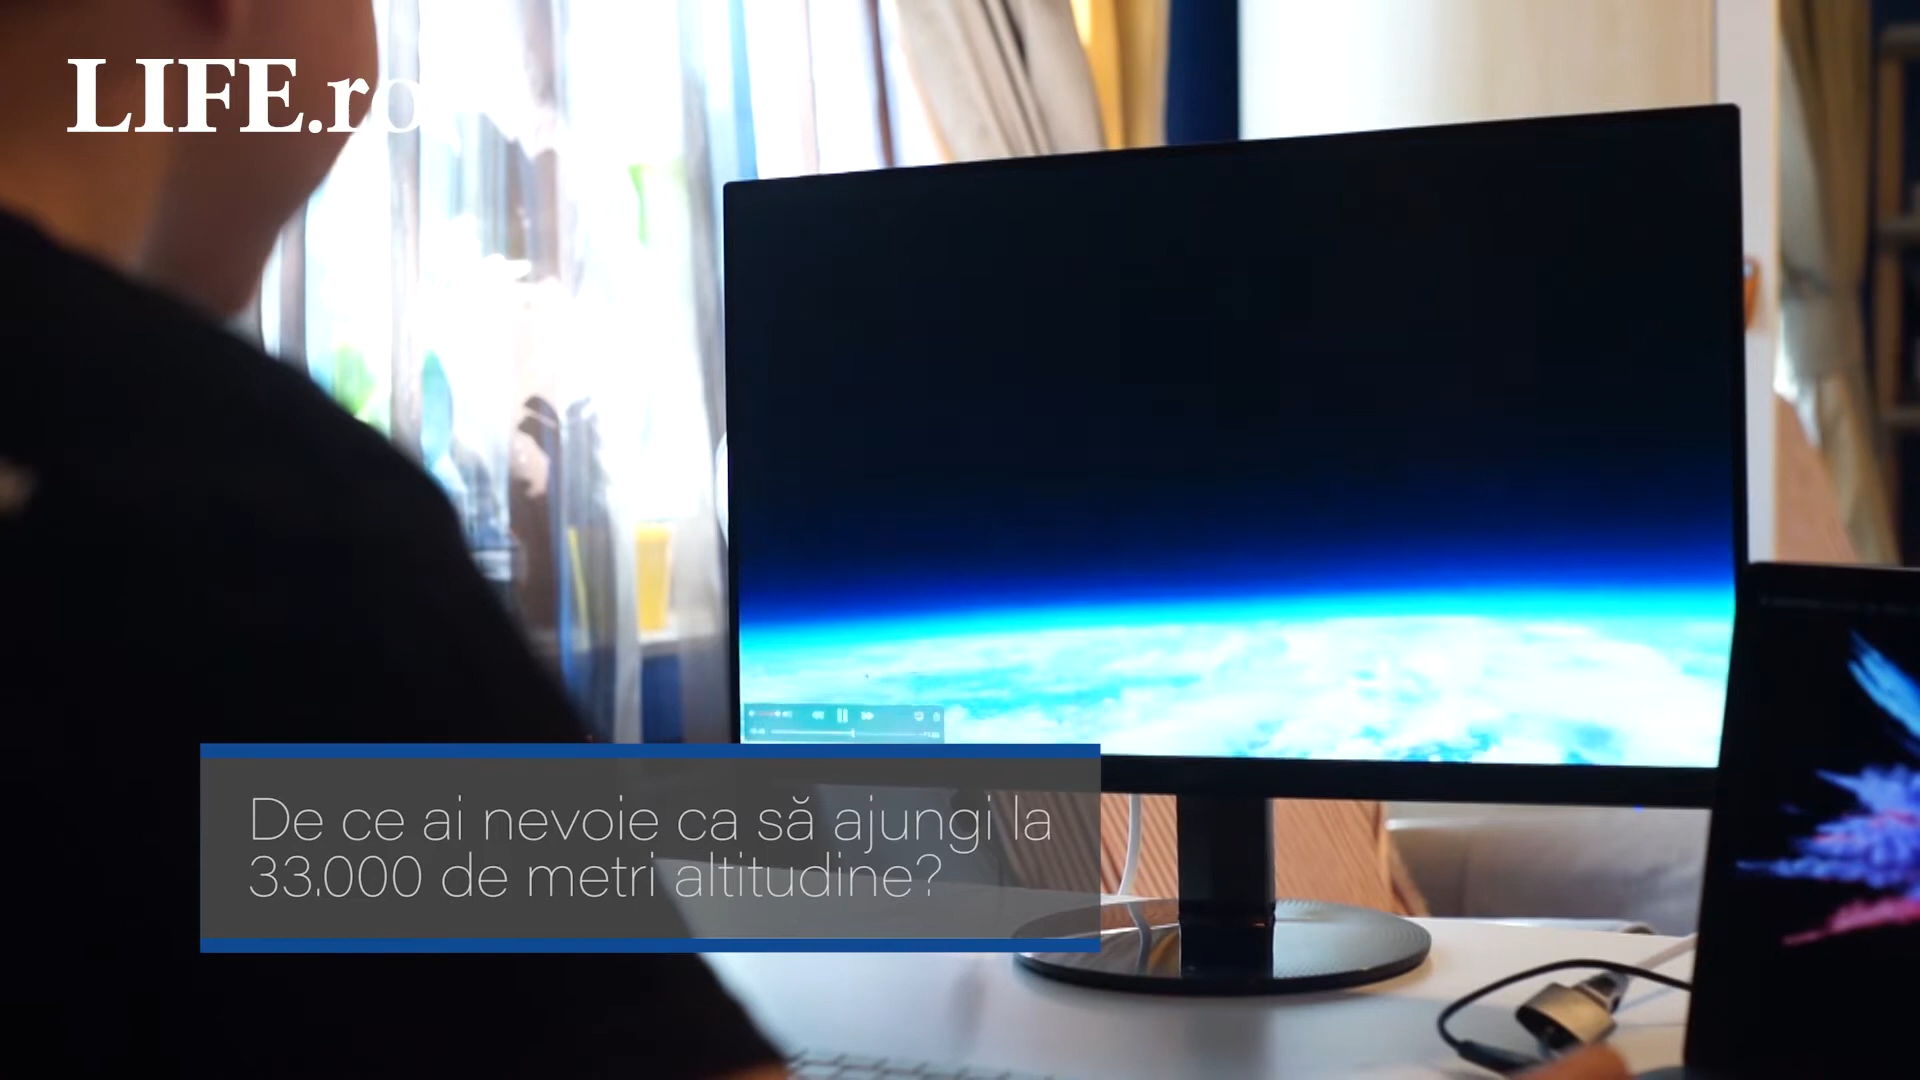 LIFE.ro
De ce ai nevoie ca să ajungi la
33.000 de metri altitudine?